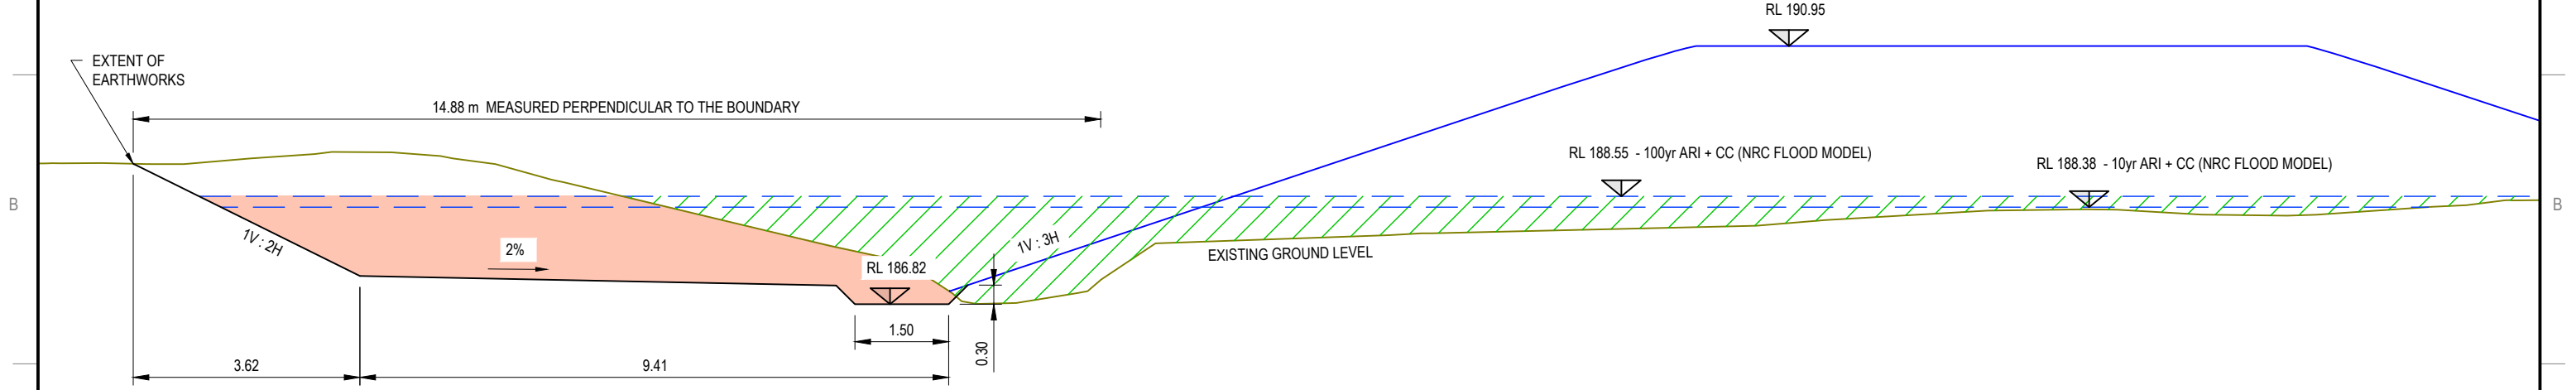 RL 190.95
EXTENT OF
EARTHWORKS
14.88 m MEASURED PERPENDICULAR TO THE BOUNDARY
RL 188.55 - 100yr ARI + CC (NRC FLOOD MODEL)
RL 188.38 - 10yr ARI + CC (NRC FLOOD MODEL)
B
B
1V : 2H
2%
1V : 3H
EXISTING GROUND LEVEL
RL 186.82
1.50
0.30
3.62
9.41